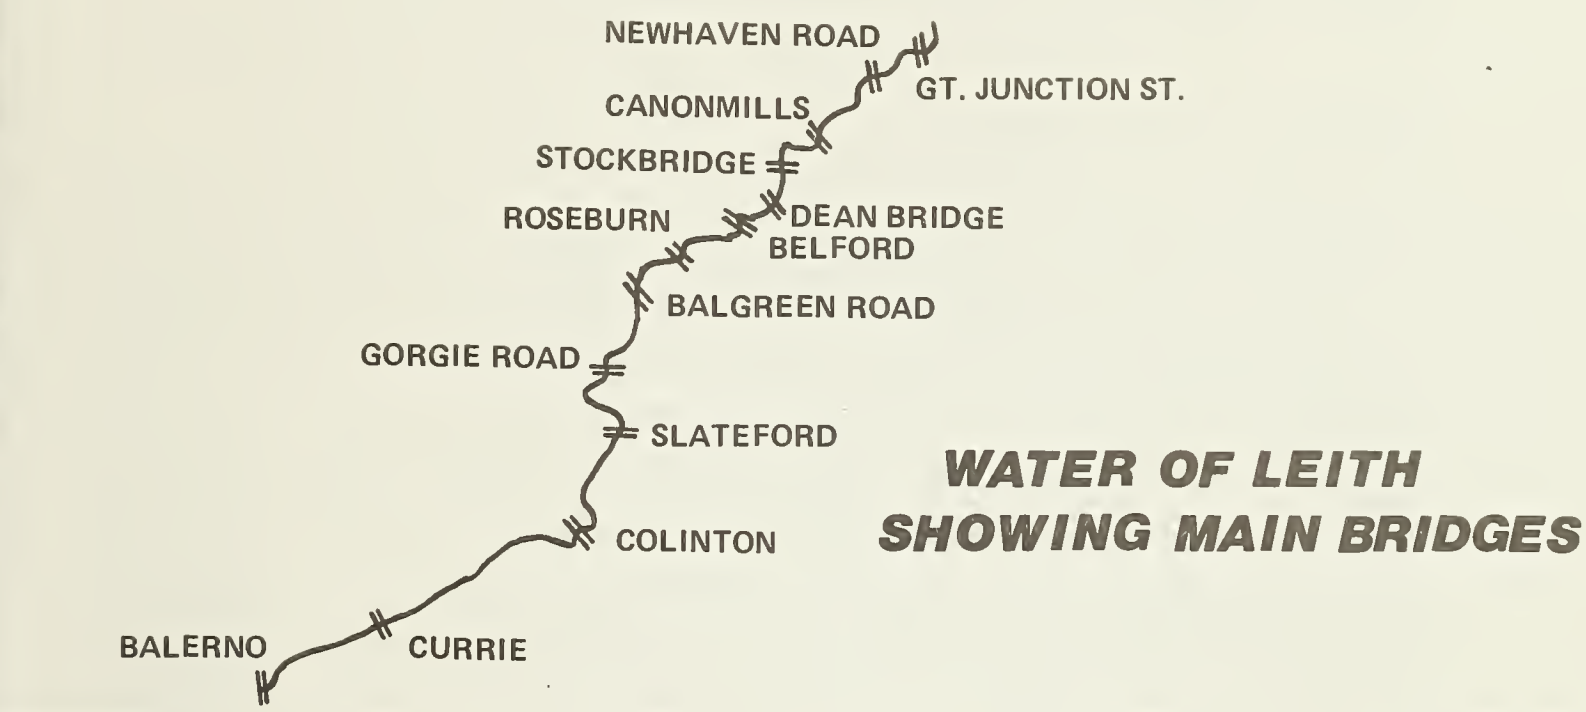 NEWHAVEN ROAD
GT. JUNCTION ST.
CANONMILLS
STOCKBRIDGE
ROSEBURN
DEAN BRIDGE
BELFORD
BALGREEN ROAD
GORGIE ROAD
SLATEFORD
WATER OF LEITH
SHOWING MAIN BRIDGES
COLINTON
BALERNO
CURRIE